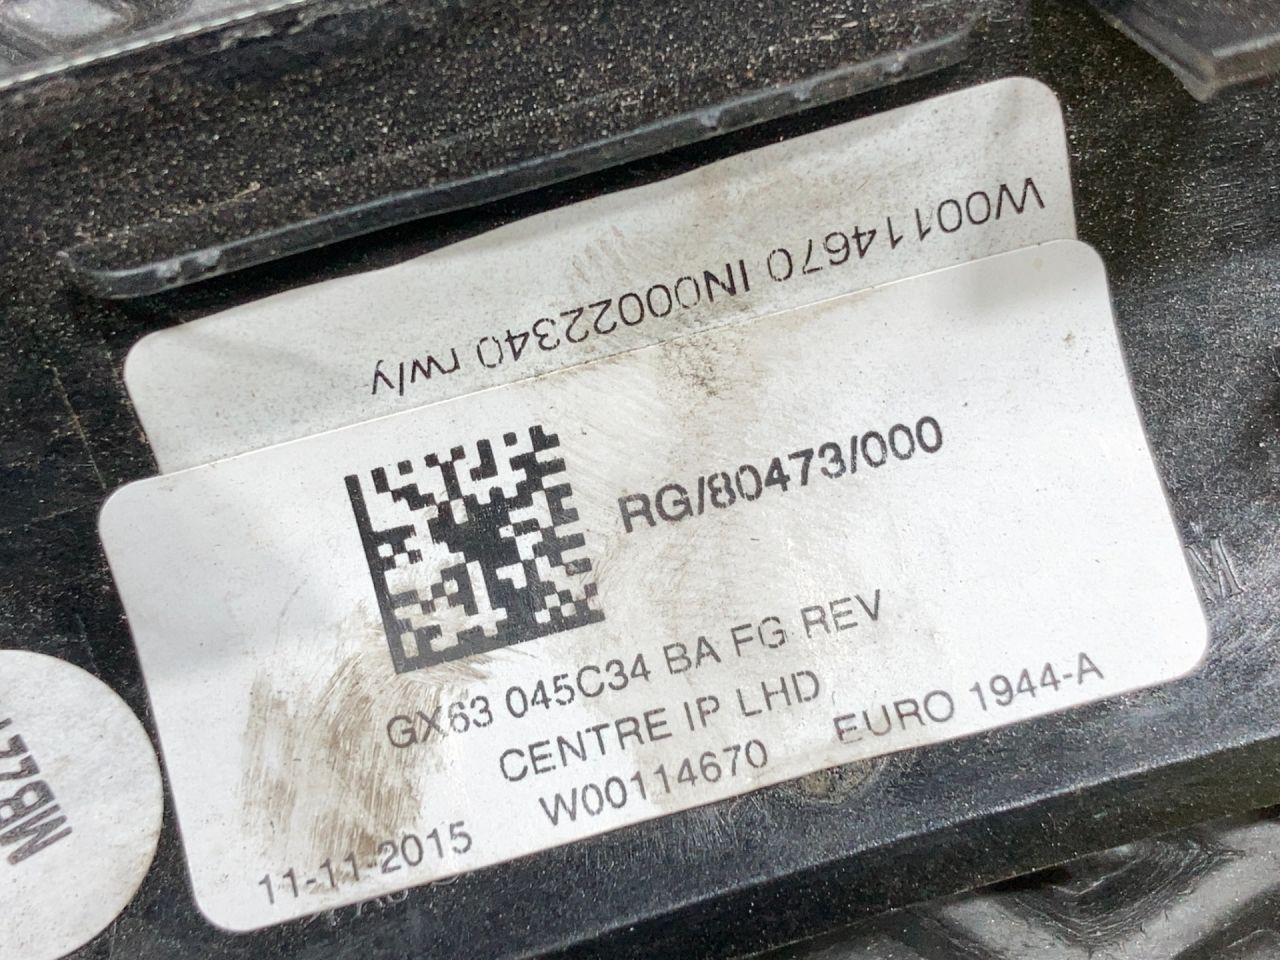 W00114670 IN00022340 rw/y
RG/80473/000
GX63 045C34 BA FG REV
CENTRE IP LHD
W00114670 EURO 1944-A
11-11-2015
M